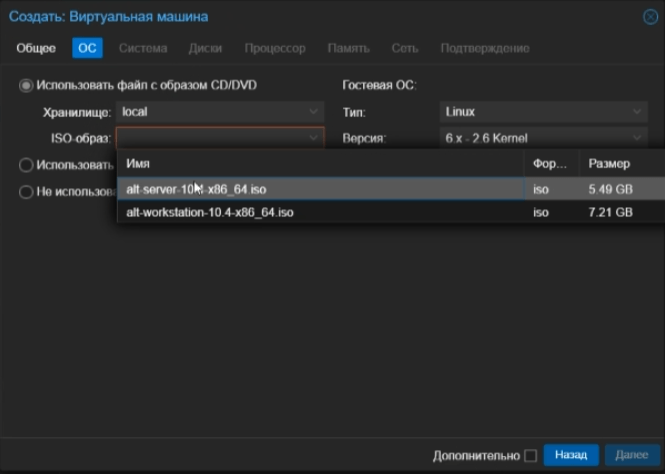 Создать: Виртуальная машина
Общее ОС Система Диски Процессор Память Сеть Подтверждение
Использовать файл с образом CD/DVD Гостевая ОС:
Хранилище: local Тип: Linux
ISO-образ: Версия: 6.x - 2.6 Kernel
Использовать Имя Фор... Размер
Не использова alt-server-10.4-x86_64.iso iso 5.49 GB
alt-workstation-10.4-x86_64.iso iso 7.21 GB
Дополнительно Назад Далее